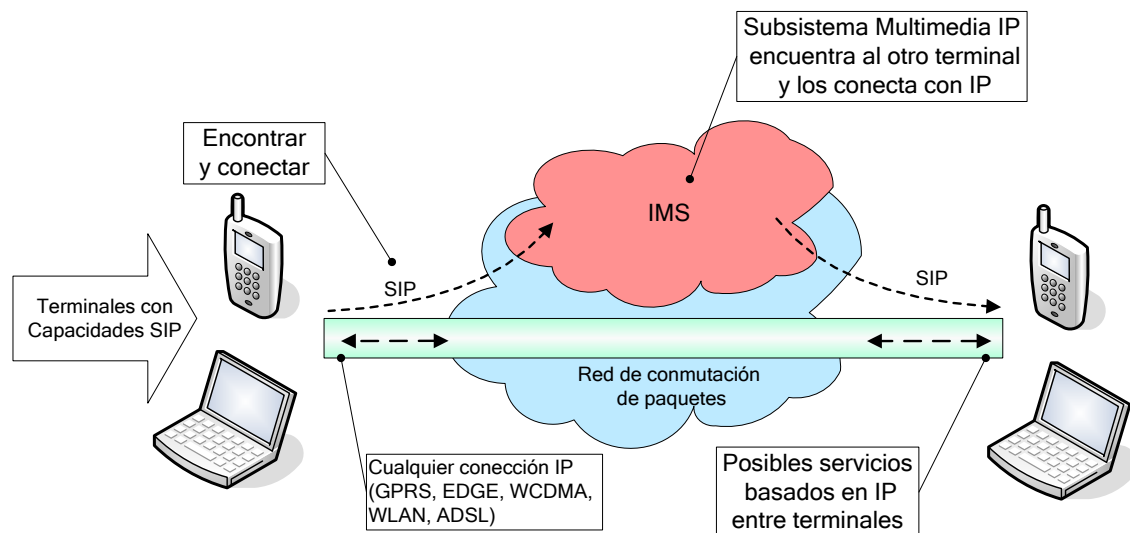 Subsistema Multimedia IP
encuentra al otro terminal
y los conecta con IP
Encontrar
y conectar
IMS
SIP
SIP
Terminales con
Capacidades SIP
Red de conmutación
de paquetes
Cualquier conección IP
(GPRS, EDGE, WCDMA,
WLAN, ADSL)
Posibles servicios
basados en IP
entre terminales